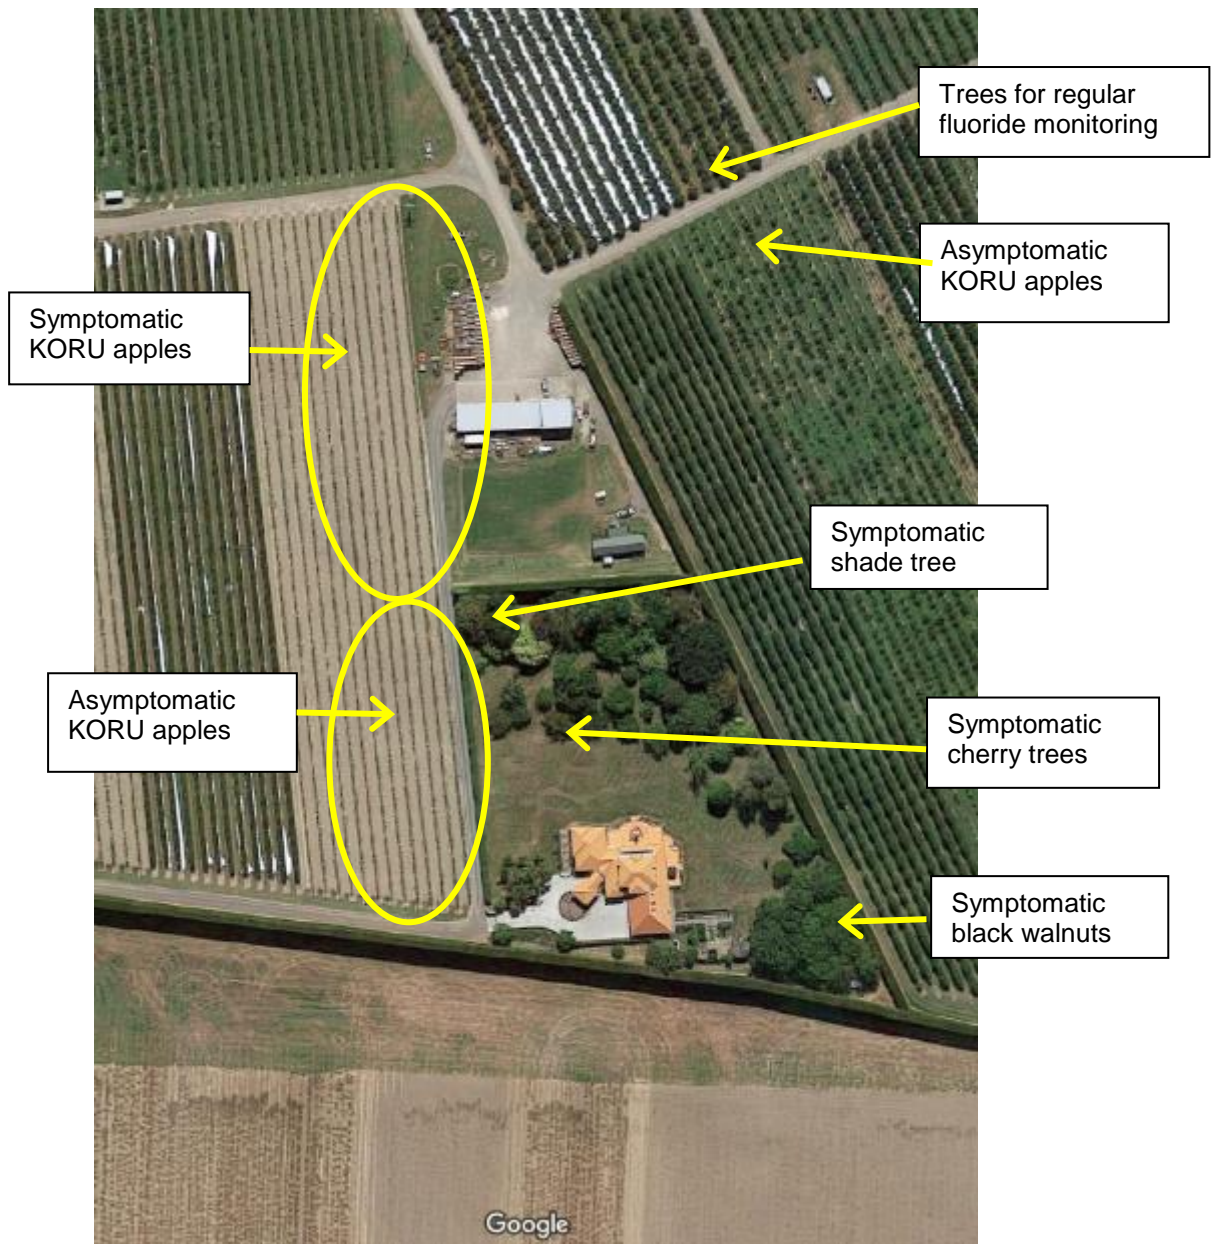 Trees for regular
fluoride monitoring
Asymptomatic
KORU apples
Symptomatic
KORU apples
Symptomatic
shade tree
Asymptomatic
KORU apples
Symptomatic
cherry trees
Symptomatic
black walnuts
Google